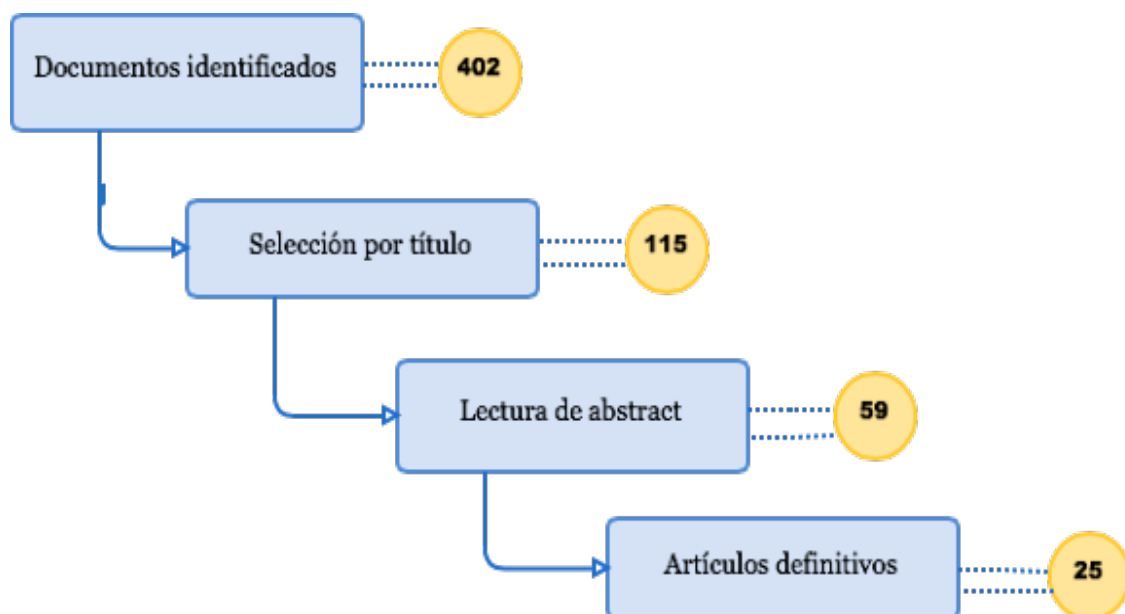 Documentos identificados
402
Selección por título
115
Lectura de abstract
59
Artículos definitivos
25